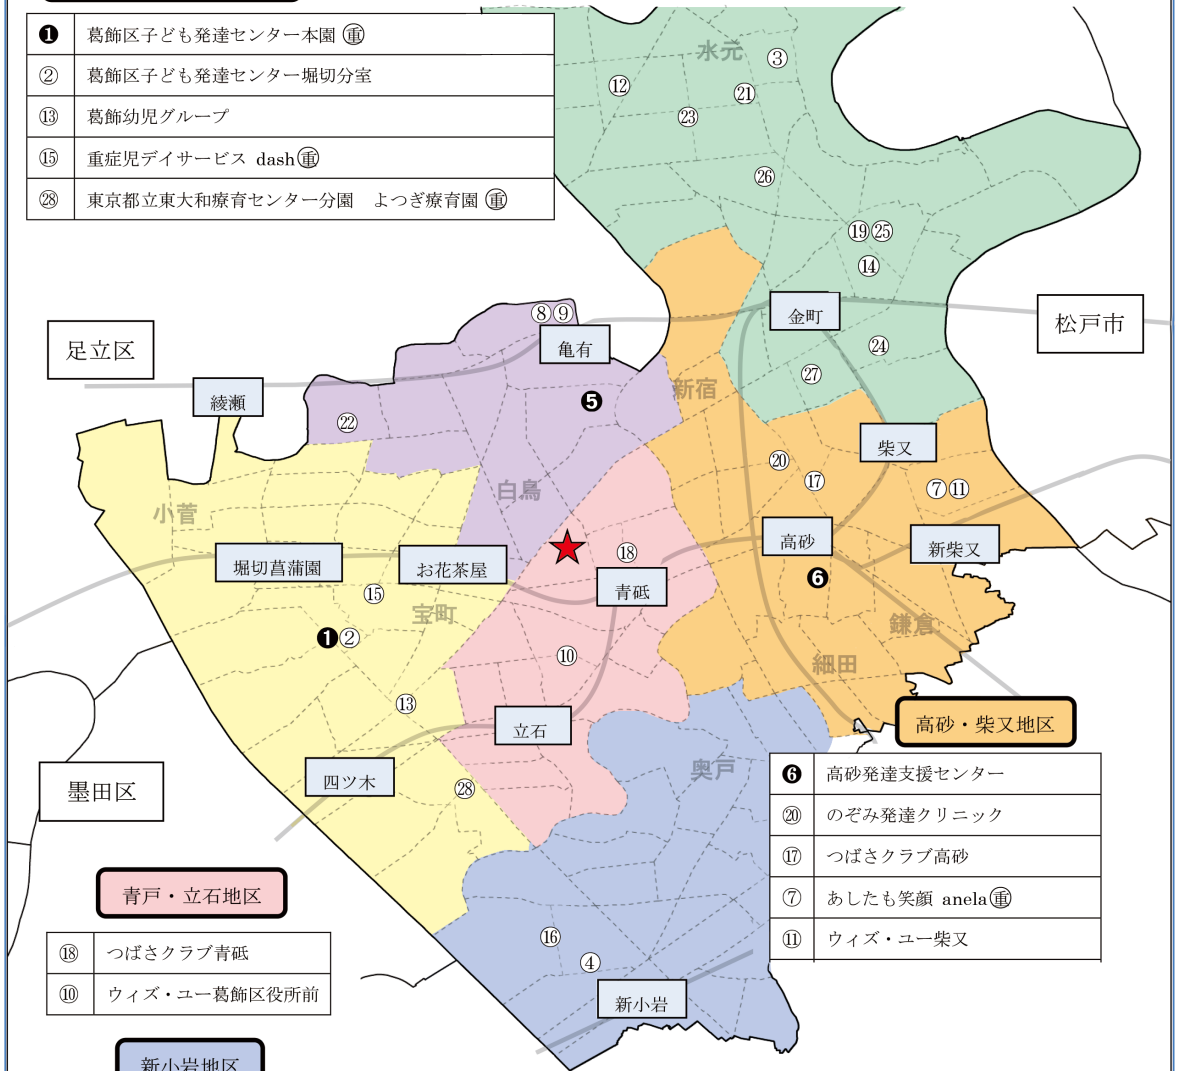 ❶ 葛飾区子ども発達センター本園 ㊟重
② 葛飾区子ども発達センター堀切分室
⑬ 葛飾幼児グループ
⑮ 重症児デイサービス dash重
㉘ 東京都立東大和療育センター分園 よつぎ療育園 重
水元
③
⑫
㉑
㉓
㉖
⑲㉕
⑭
⑧⑨
金町
松戸市
足立区
亀有
㉔
㉗
綾瀬
新宿
❺
㉒
柴又
⑳
⑰
⑦⑪
白鳥
小菅
高砂
新柴又
堀切菖蒲園
お花茶屋
⑱
青砥
❻
⑮
宝町
鎌倉
❶②
⑩
細田
⑬
立石
高砂・柴又地区
奥戸
四ツ木
㉘
墨田区
❻ 高砂発達支援センター
⑳ のぞみ発達クリニック
⑰ つばさクラブ高砂
⑦ あしたも笑顔 anela重
⑪ ウィズ・ユー柴又
青戸・立石地区
⑱ つばさクラブ青砥
⑩ ウィズ・ユー葛飾区役所前
⑯
④
新小岩
新小岩地区